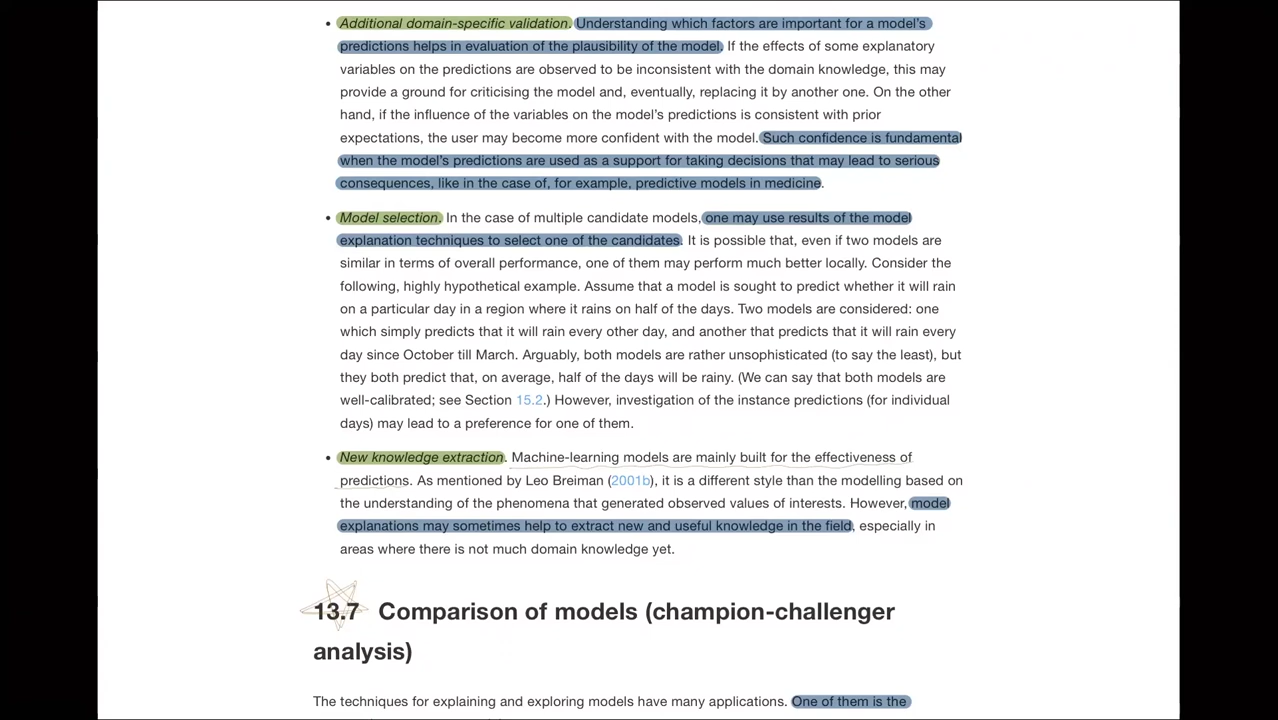 • Additional domain-specific validation. Understanding which factors are important for a model's
predictions helps in evaluation of the plausibility of the model. If the effects of some explanatory
variables on the predictions are observed to be inconsistent with the domain knowledge, this may
provide a ground for criticising the model and, eventually, replacing it by another one. On the other
hand, if the influence of the variables on the model's predictions is consistent with prior
expectations, the user may become more confident with the model. Such confidence is fundamental
when the model's predictions are used as a support for taking decisions that may lead to serious
consequences, like in the case of, for example, predictive models in medicine.
• Model selection. In the case of multiple candidate models, one may use results of the model
explanation techniques to select one of the candidates. It is possible that, even if two models are
similar in terms of overall performance, one of them may perform much better locally. Consider the
following, highly hypothetical example. Assume that a model is sought to predict whether it will rain
on a particular day in a region where it rains on half of the days. Two models are considered: one
which simply predicts that it will rain every other day, and another that predicts that it will rain every
day since October till March. Arguably, both models are rather unsophisticated (to say the least), but
they both predict that, on average, half of the days will be rainy. (We can say that both models are
well-calibrated; see Section 15.2.) However, investigation of the instance predictions (for individual
days) may lead to a preference for one of them.
• New knowledge extraction. Machine-learning models are mainly built for the effectiveness of
predictions. As mentioned by Leo Breiman (2001b), it is a different style than the modelling based on
the understanding of the phenomena that generated observed values of interests. However, model
explanations may sometimes help to extract new and useful knowledge in the field, especially in
areas where there is not much domain knowledge yet.
13.7 Comparison of models (champion-challenger
analysis)
The techniques for explaining and exploring models have many applications. One of them is the